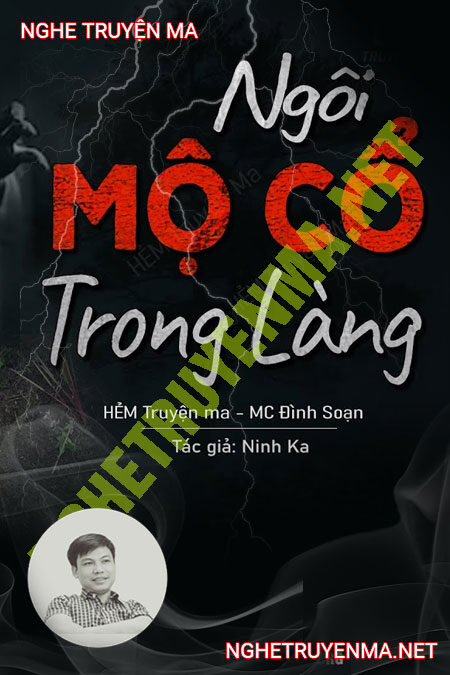 NGHE TRUYỆN MA
Ngôi
MỘ CỔ
Trong Làng
HẺM Truyện ma - MC Đình Soạn
Tác giả: Ninh Ka
NGHETRUYENMA.NET
NGHETRUYENMA.NET